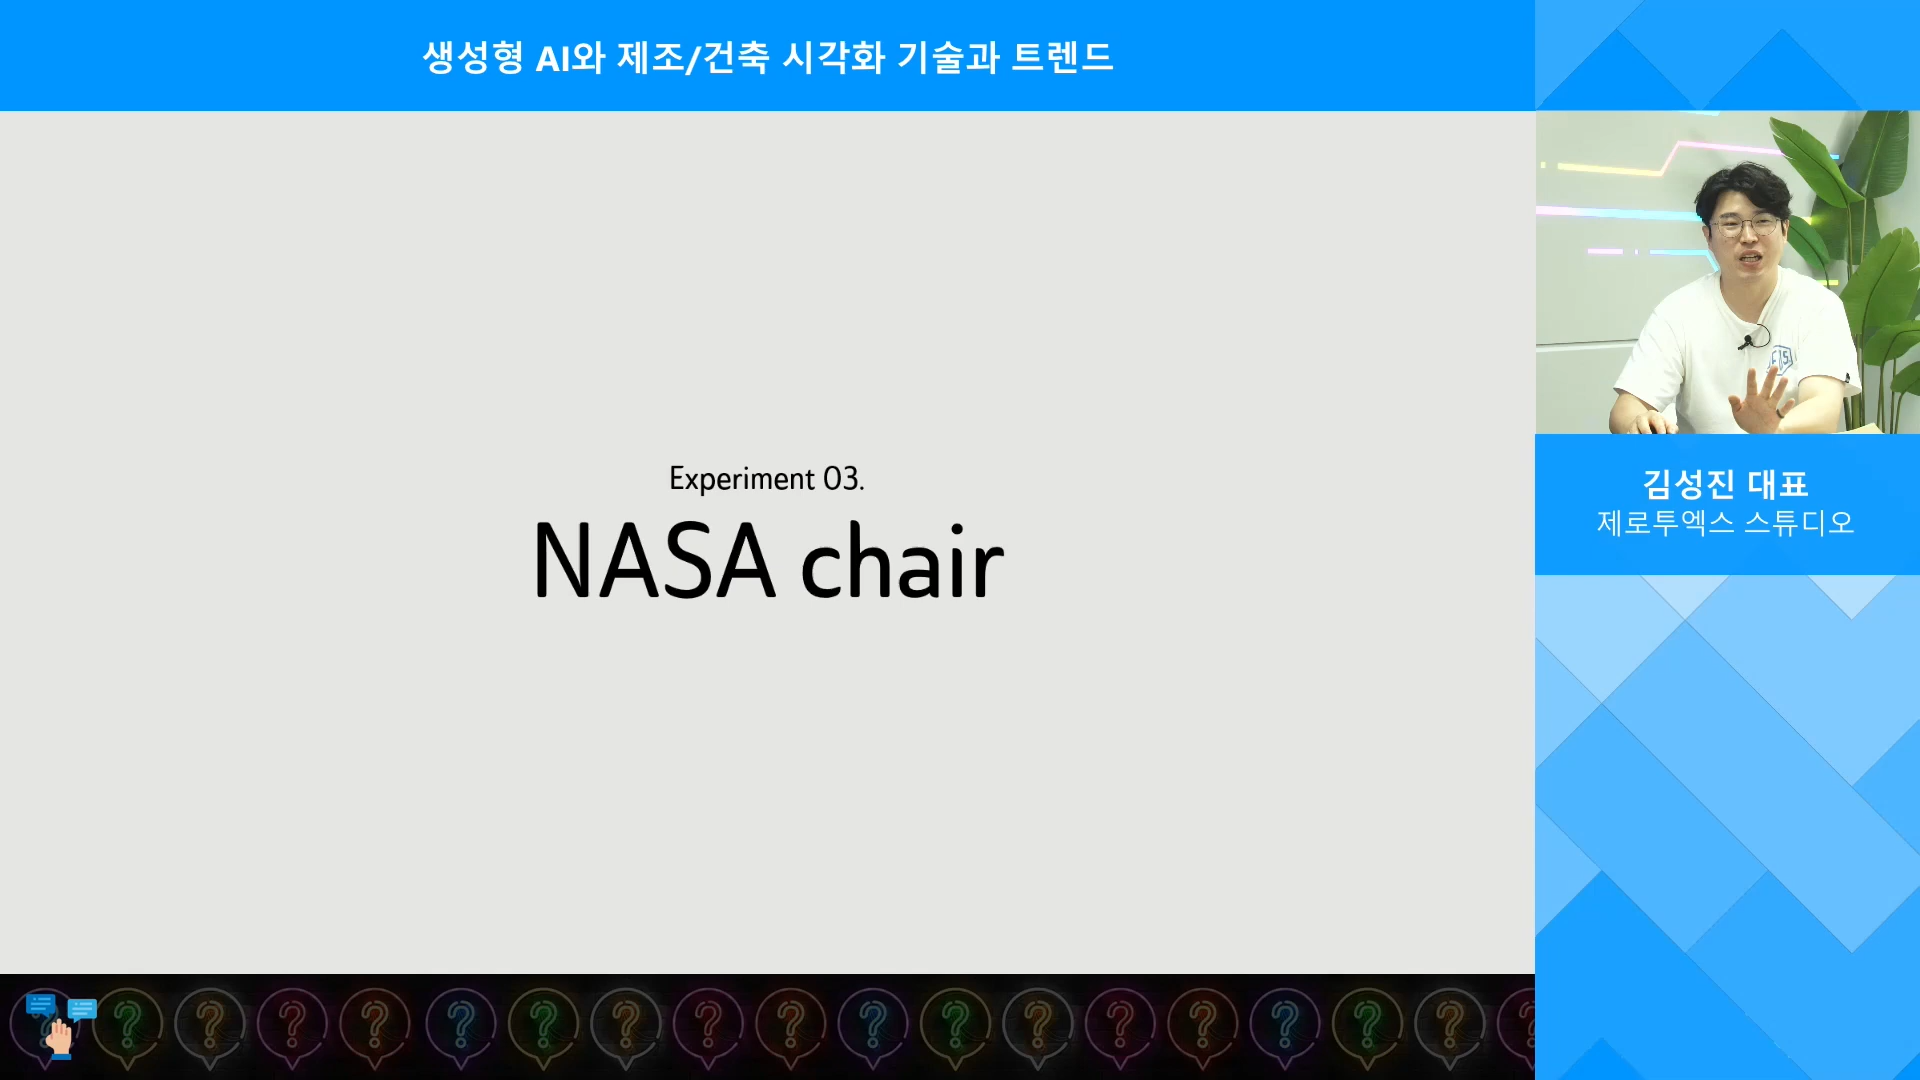 생성형 AI와 제조/건축 시각화 기술과 트렌드
Experiment 03.
NASA chair
김성진 대표
제로투엑스 스튜디오